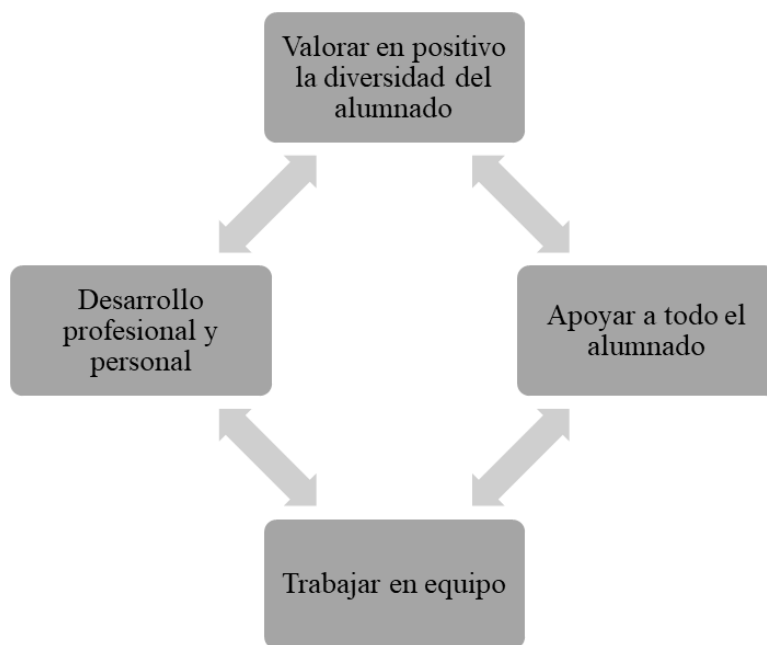 Valorar en positivo
la diversidad del
alumnado
Desarrollo
profesional y
personal
Apoyar a todo el
alumnado
Trabajar en equipo